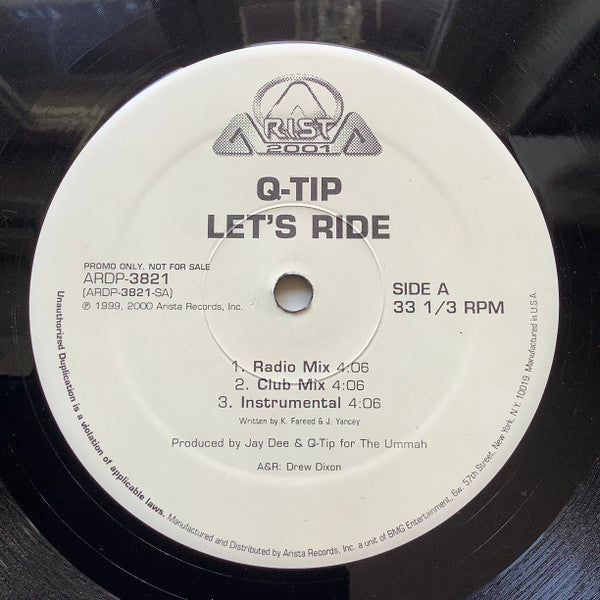 ARISTA
2001
Q-TIP
LET'S RIDE
PROMO ONLY. NOT FOR SALE
ARDP-3821
(ARDP-3821-SA)
℗ 1999, 2000 Arista Records, Inc.
SIDE A
33 1/3 RPM
1. Radio Mix 4:06
2. Club Mix 4:06
3. Instrumental 4:06
Written by K. Fareed & J. Yancey
Produced by Jay Dee & Q-Tip for The Ummah
A&R: Drew Dixon
Unauthorized Duplication is a violation of applicable laws. Manufactured and Distributed by Arista Records, Inc. a unit of BMG Entertainment, 6w. 57th Street, New York, N.Y. 10019. Manufactured in U.S.A.